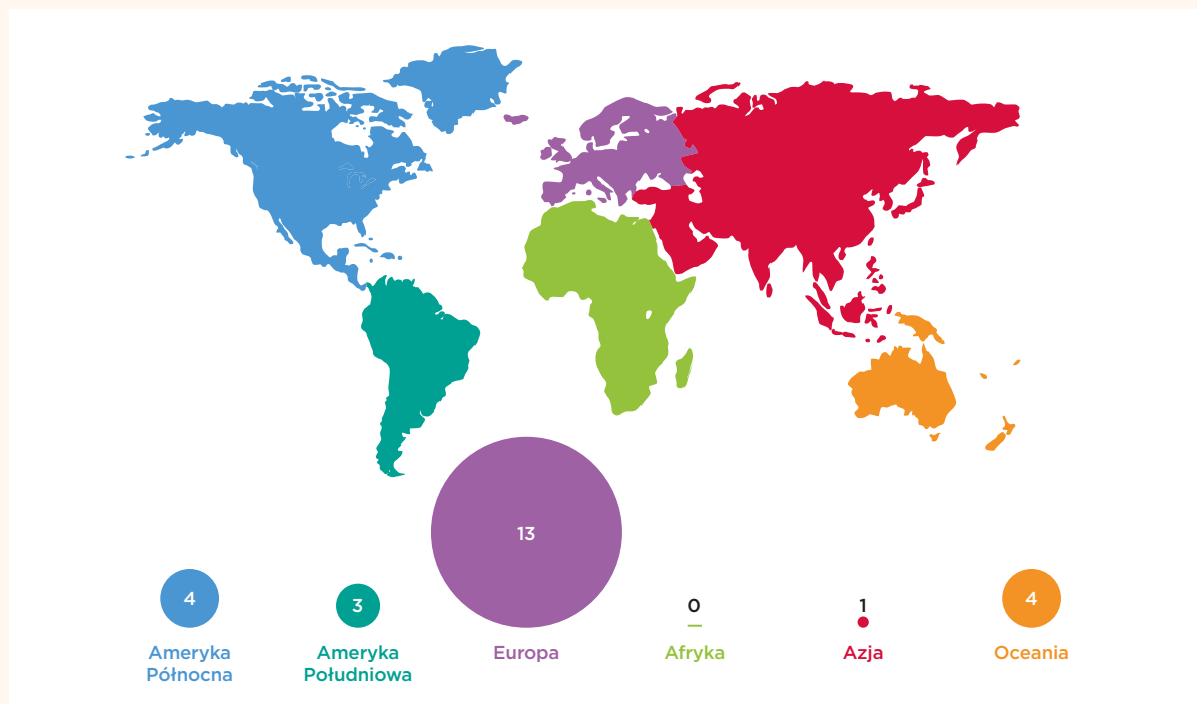 13
4
3
0
1
4
Ameryka
Północna
Ameryka
Południowa
Europa
Afryka
Azja
Oceania